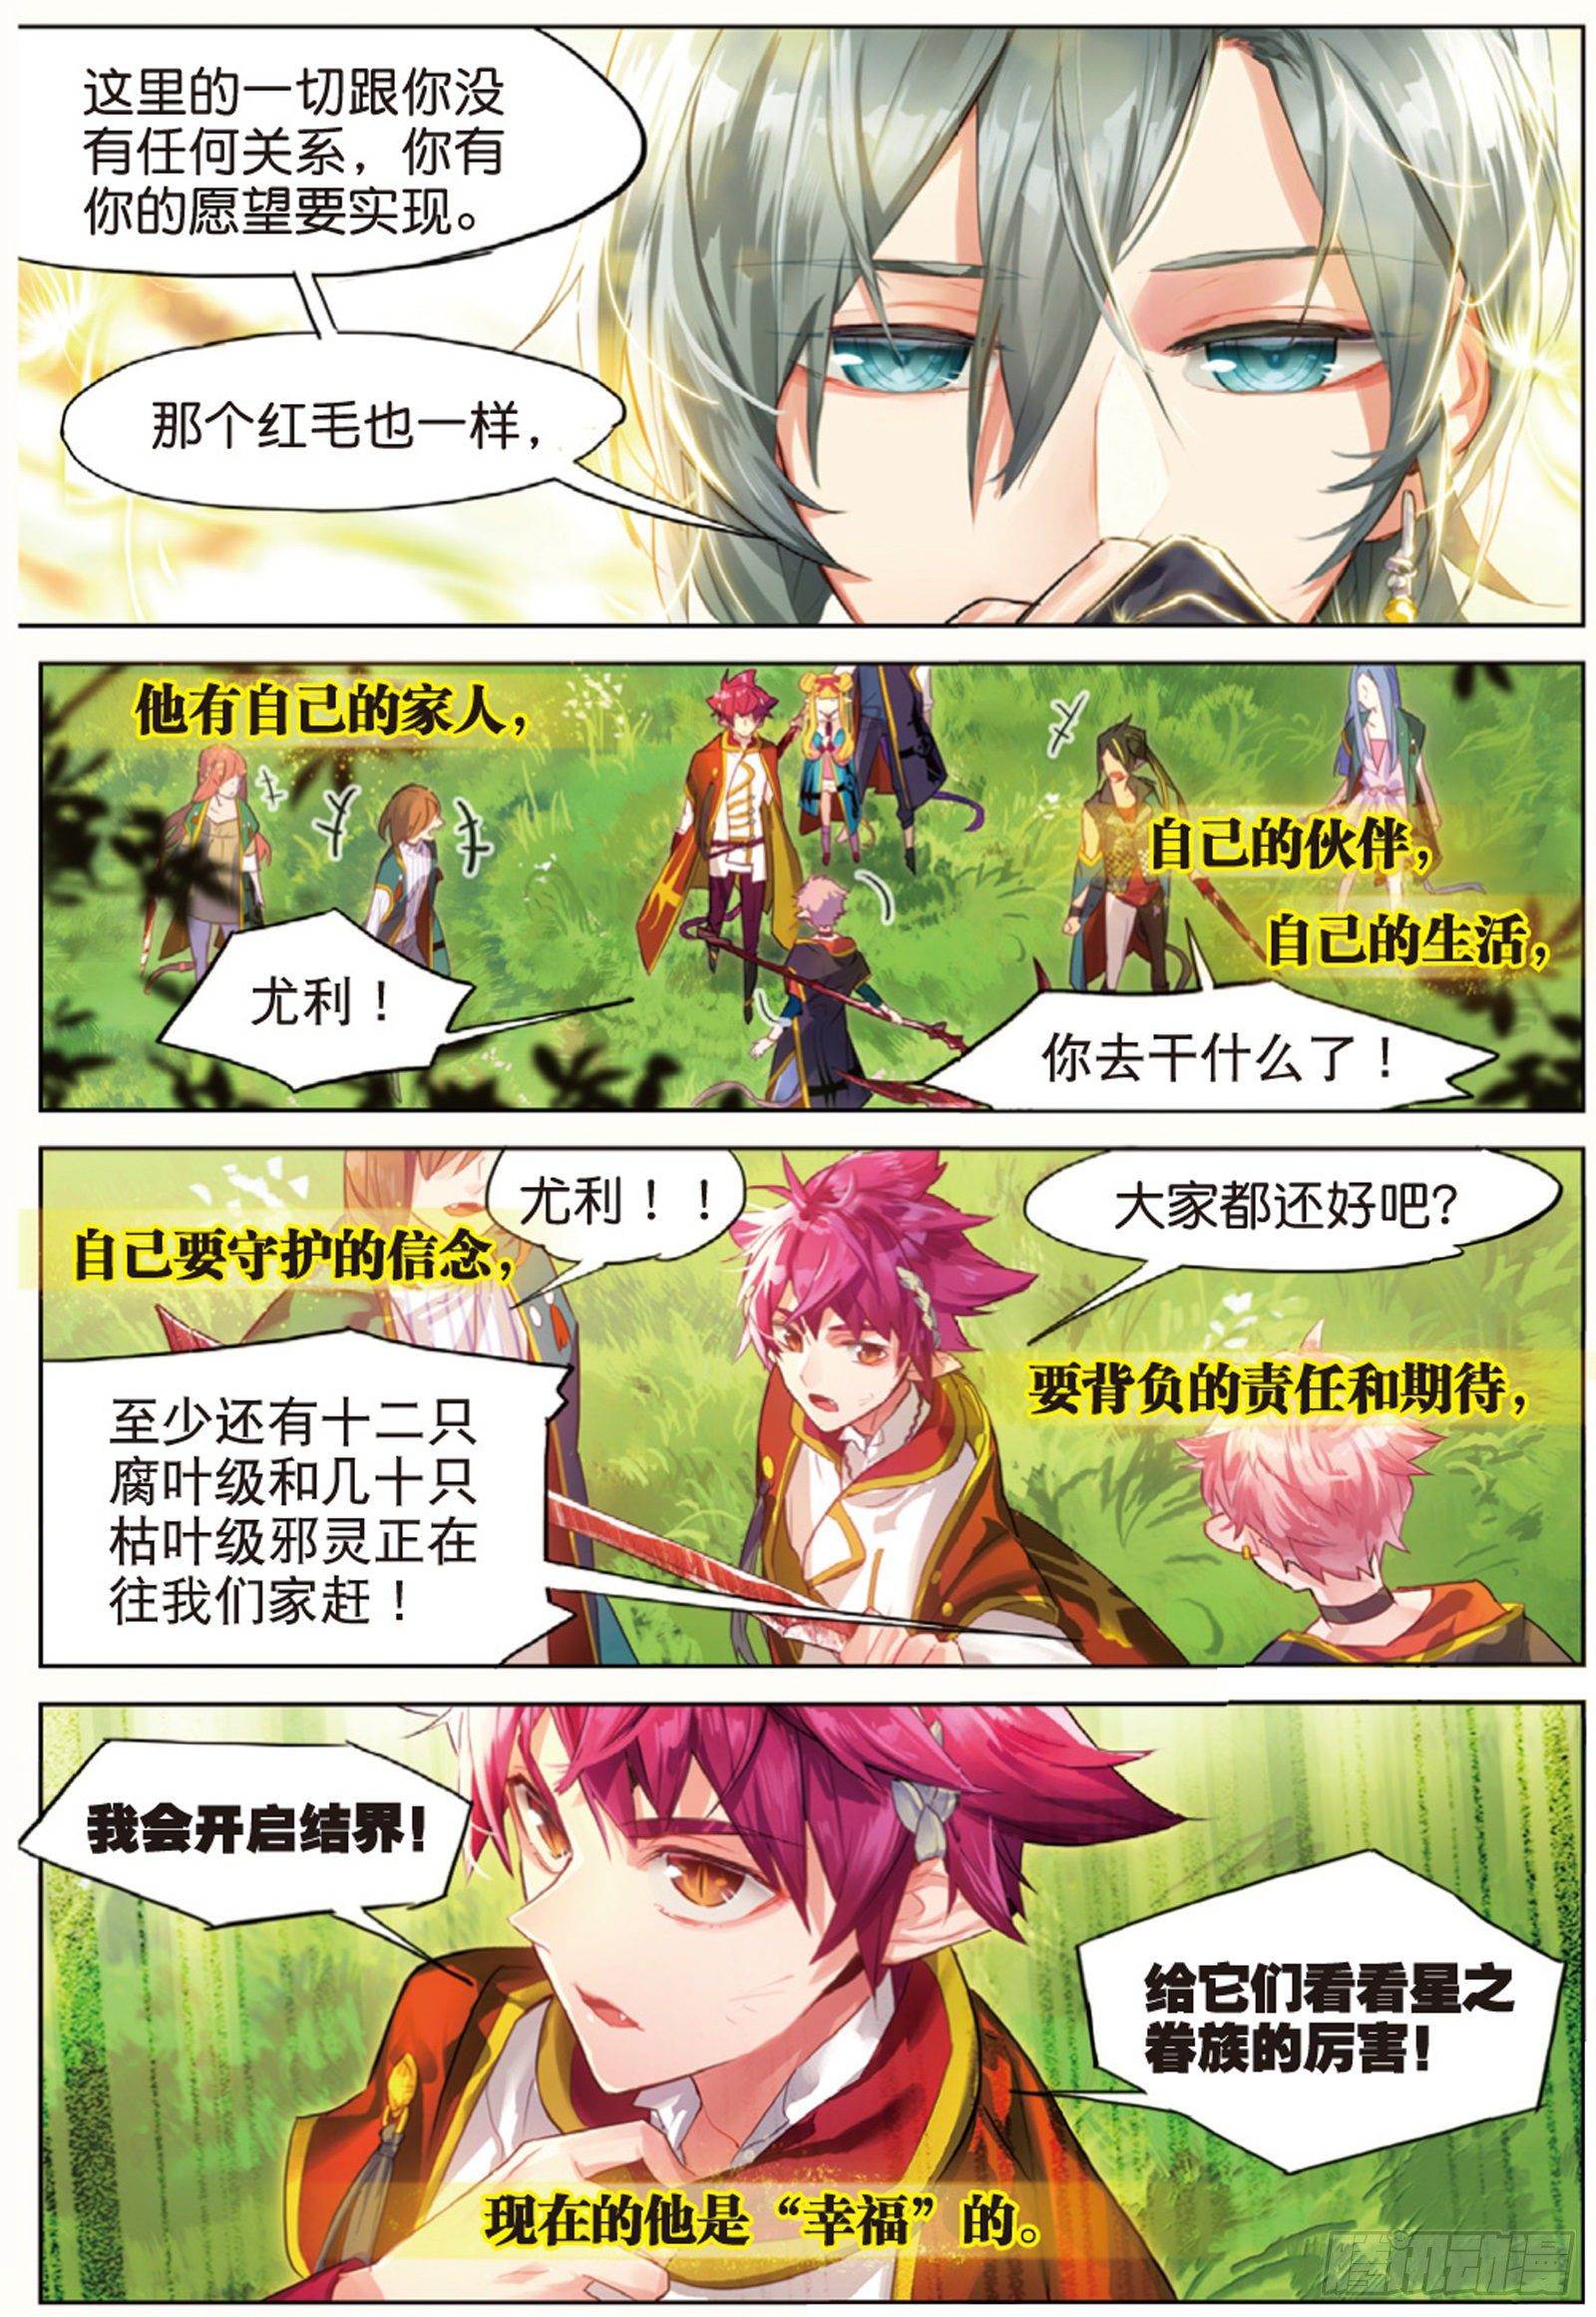 这里的一切跟你没
有任何关系，你有
你的愿望要实现。
那个红毛也一样，
他有自己的家人，
自己的伙伴，
自己的生活，
尤利！
你去干什么了！
尤利！！
大家都还好吧？
自己要守护的信念，
要背负的责任和期待，
至少还有十二只
腐叶级和几十只
枯叶级邪灵正在
往我们家赶！
我会开启结界！
给它们看看星之
眷族的厉害！
现在的他是“幸福”的。
腾讯动漫